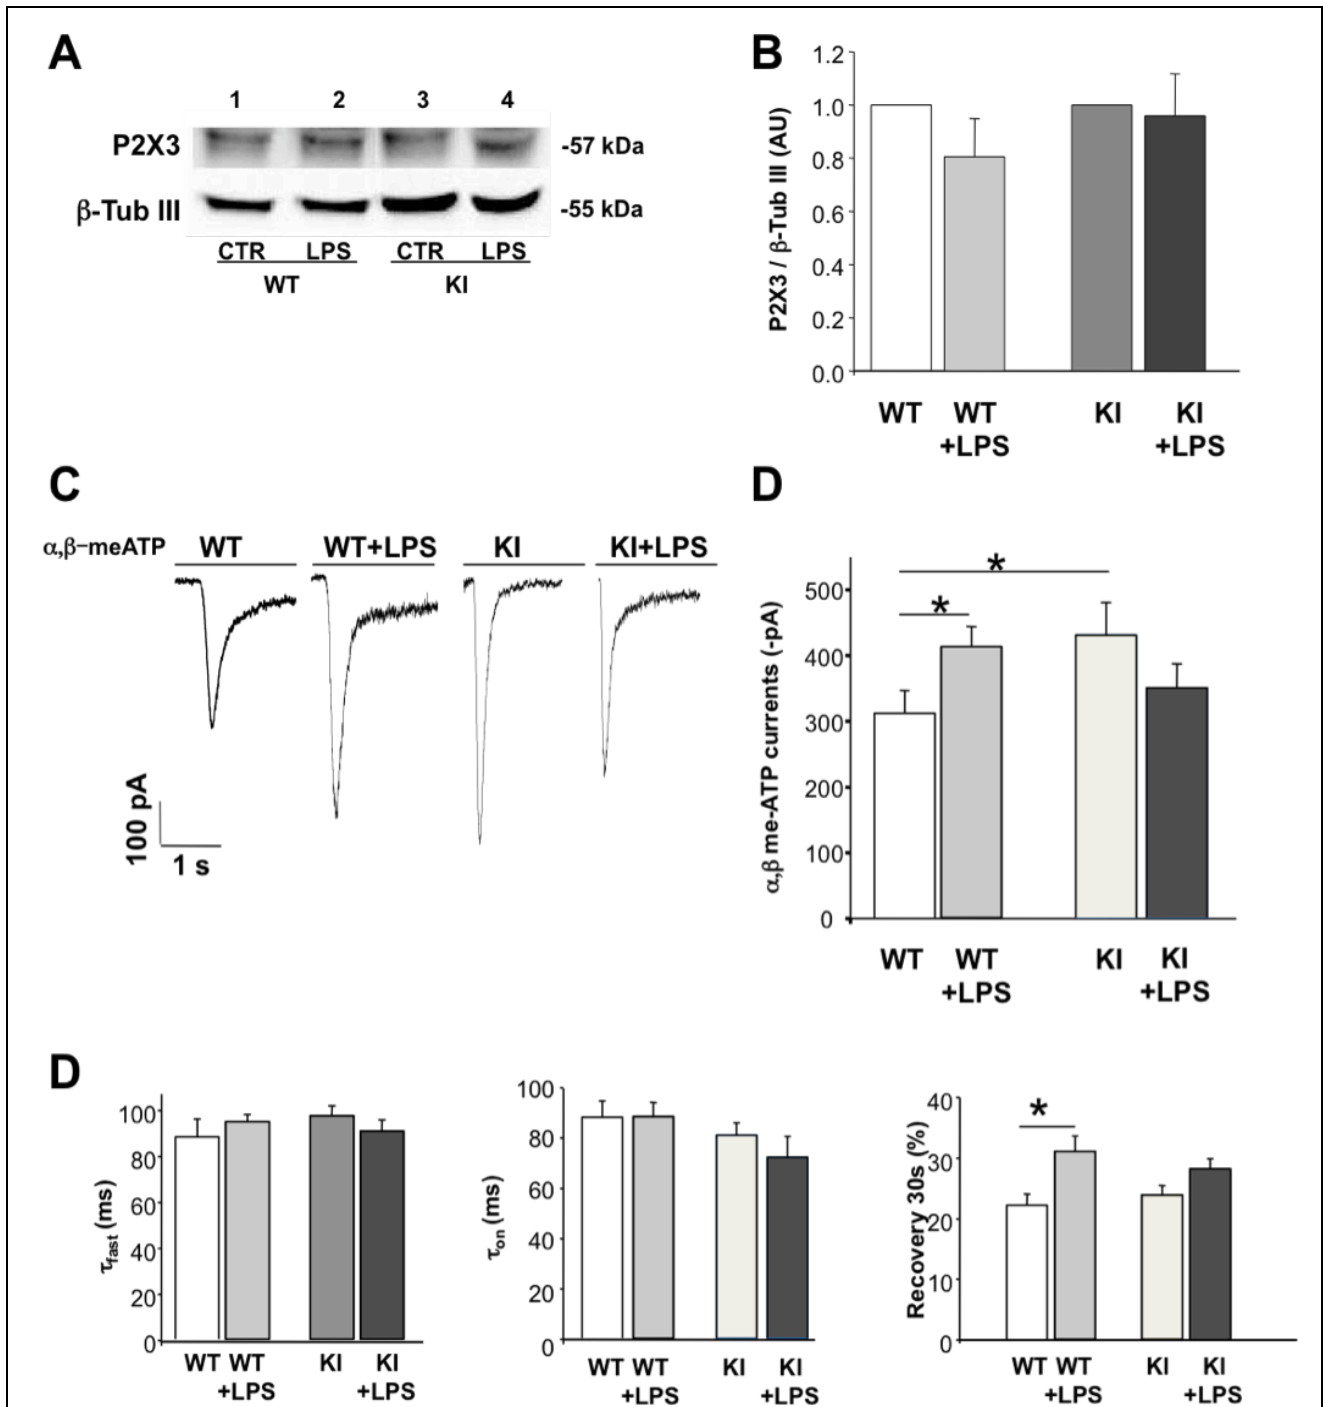 A
1 2 3 4
P2X3
-57 kDa
β-Tub III
-55 kDa
CTR LPS CTR LPS
WT KI
B
P2X3 / β-Tub III (AU)
1.2
1.0
0.8
0.6
0.4
0.2
0.0
WT WT KI KI
+LPS +LPS
C
α,β−meATP WT WT+LPS KI KI+LPS
100 pA
1 s
D
α,β me-ATP currents (-pA)
500
400
300
200
100
0
* *
WT WT KI KI
+LPS +LPS
D
τfast (ms)
100
80
60
40
20
0
WT WT KI KI
+LPS +LPS
τon (ms)
100
80
60
40
20
0
WT WT KI KI
+LPS +LPS
Recovery 30s (%)
40
30
20
10
0
*
WT WT KI KI
+LPS +LPS